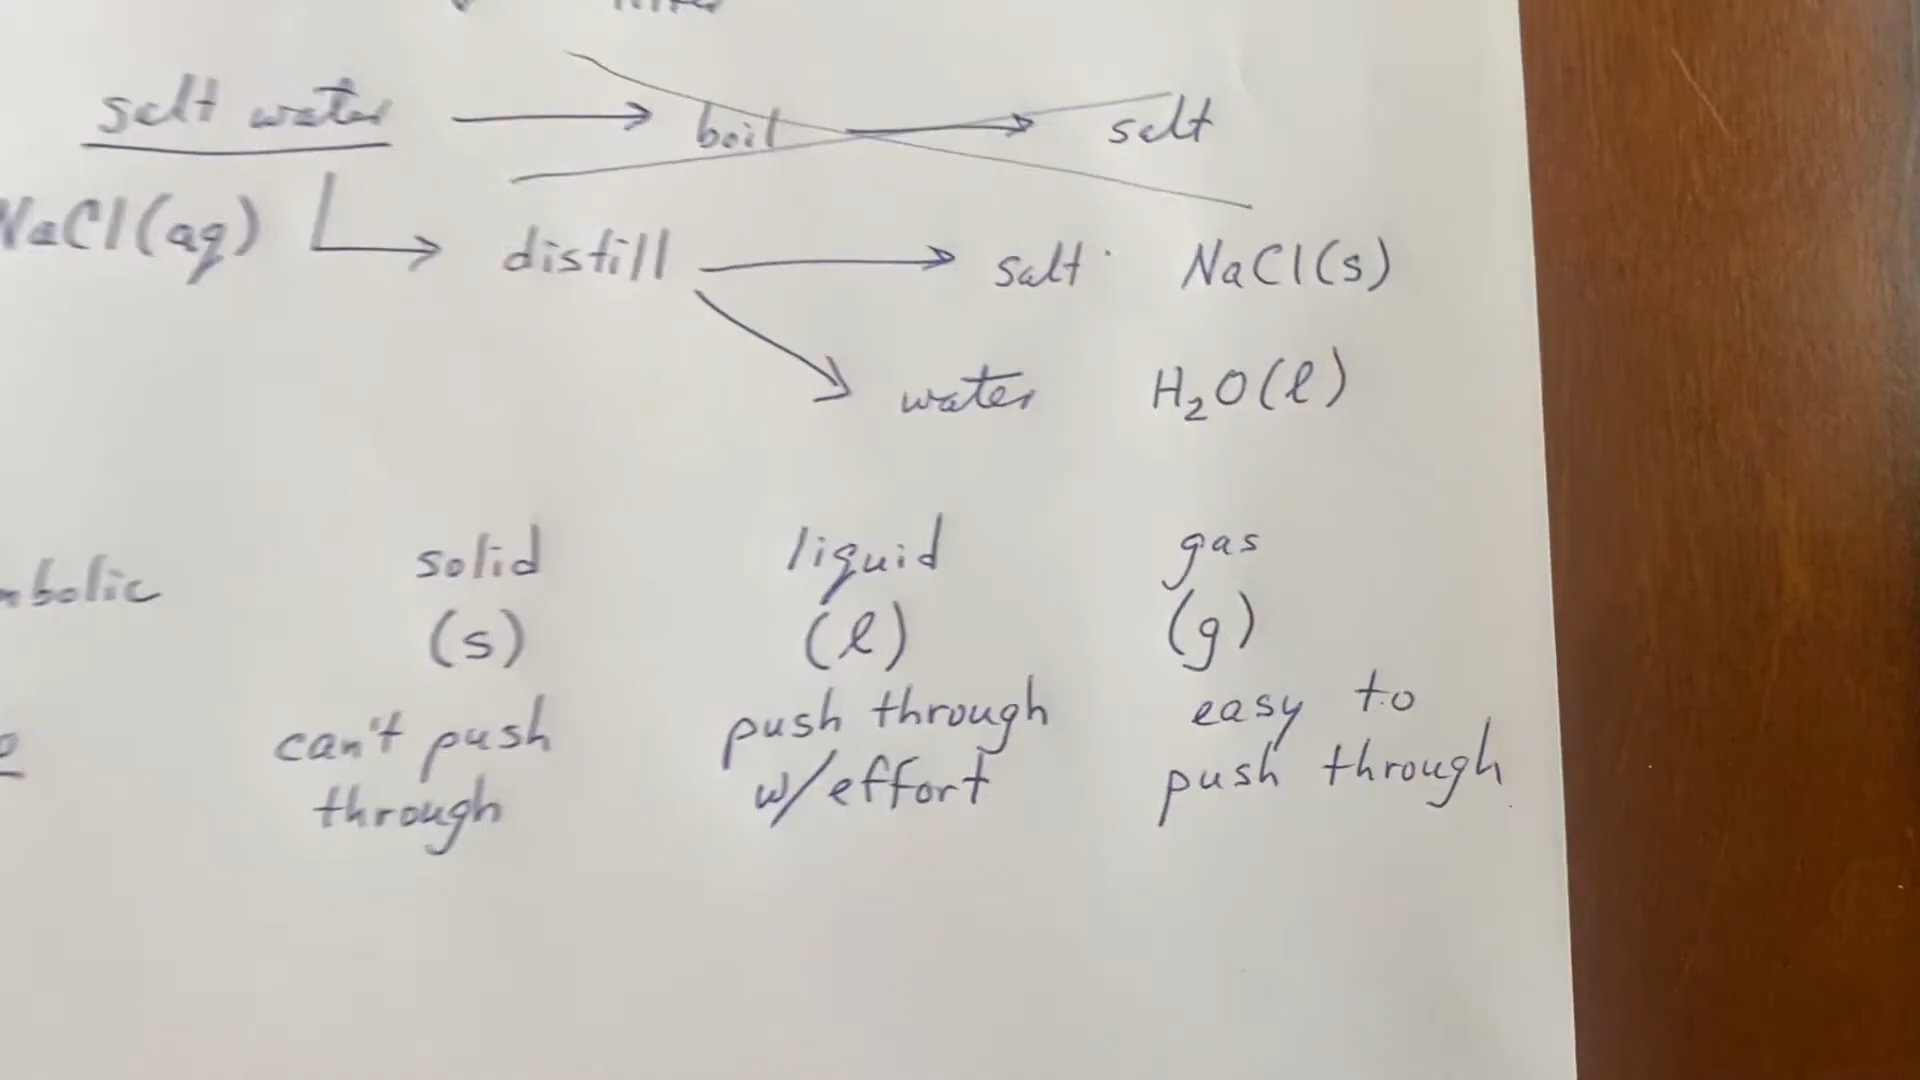 salt water → boil → salt
NaCl(aq) → distill → salt NaCl(s)
water H₂O(l)
solid liquid gas
(s) (l) (g)
can't push through push through w/effort easy to push through